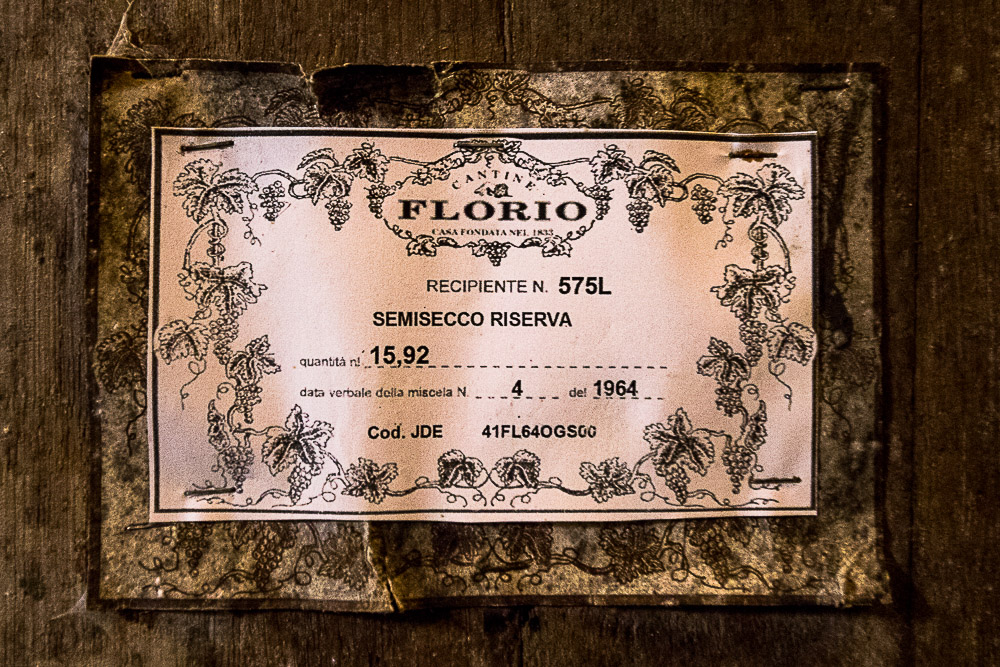 CANTINE
FLORIO
CASA FONDATA NEL 1833
RECIPIENTE N. 575L
SEMISECCO RISERVA
quantità n! 15,92
data verbale della miscela N. 4 del 1964
Cod. JDE 41FL64OGS00